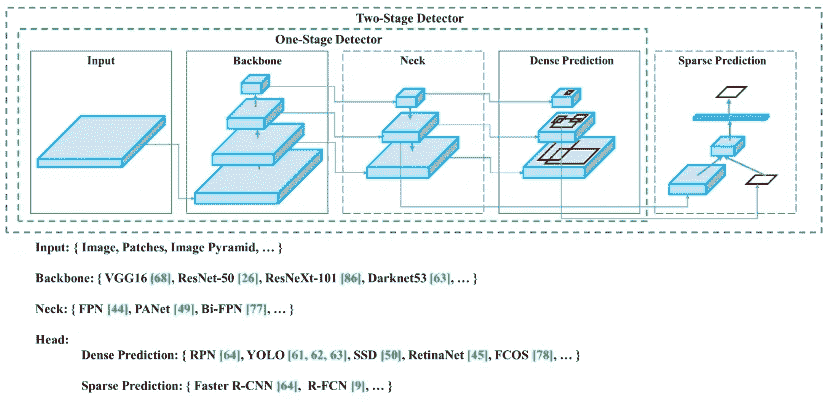 Two-Stage Detector
One-Stage Detector
Input
Backbone
Neck
Dense Prediction
Sparse Prediction
Input: { Image, Patches, Image Pyramid, … }
Backbone: { VGG16 [68], ResNet-50 [26], ResNeXt-101 [86], Darknet53 [63], … }
Neck: { FPN [44], PANet [49], Bi-FPN [77], … }
Head:
Dense Prediction: { RPN [64], YOLO [61, 62, 63], SSD [50], RetinaNet [45], FCOS [78], … }
Sparse Prediction: { Faster R-CNN [64], R-FCN [9], … }